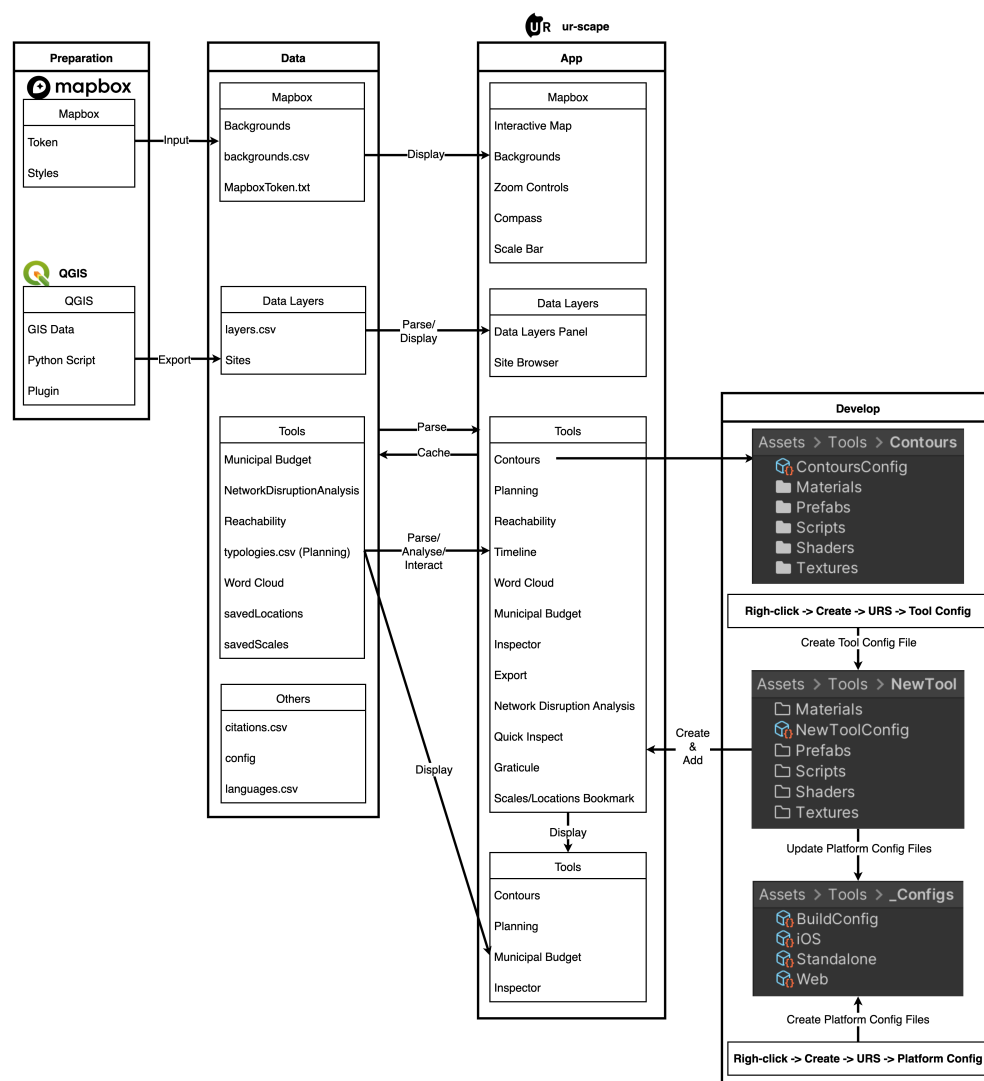 UR ur-scape
Preparation
mapbox
Mapbox
Token
Styles
QGIS
QGIS
GIS Data
Python Script
Plugin
Input
Export
Data
Mapbox
Backgrounds
backgrounds.csv
MapboxToken.txt
Data Layers
layers.csv
Sites
Tools
Municipal Budget
NetworkDisruptionAnalysis
Reachability
typologies.csv (Planning)
Word Cloud
savedLocations
savedScales
Others
citations.csv
config
languages.csv
Display
Parse/
Display
Parse
Cache
Parse/
Analyse/
Interact
Display
App
Mapbox
Interactive Map
Backgrounds
Zoom Controls
Compass
Scale Bar
Data Layers
Data Layers Panel
Site Browser
Tools
Contours
Planning
Reachability
Timeline
Word Cloud
Municipal Budget
Inspector
Export
Network Disruption Analysis
Quick Inspect
Graticule
Scales/Locations Bookmark
Display
Tools
Contours
Planning
Municipal Budget
Inspector
Create
&
Add
Develop
Assets > Tools > Contours
ContoursConfig
Materials
Prefabs
Scripts
Shaders
Textures
Righ-click -> Create -> URS -> Tool Config
Create Tool Config File
Assets > Tools > NewTool
Materials
NewToolConfig
Prefabs
Scripts
Shaders
Textures
Update Platform Config Files
Assets > Tools > _Configs
BuildConfig
iOS
Standalone
Web
Create Platform Config Files
Righ-click -> Create -> URS -> Platform Config